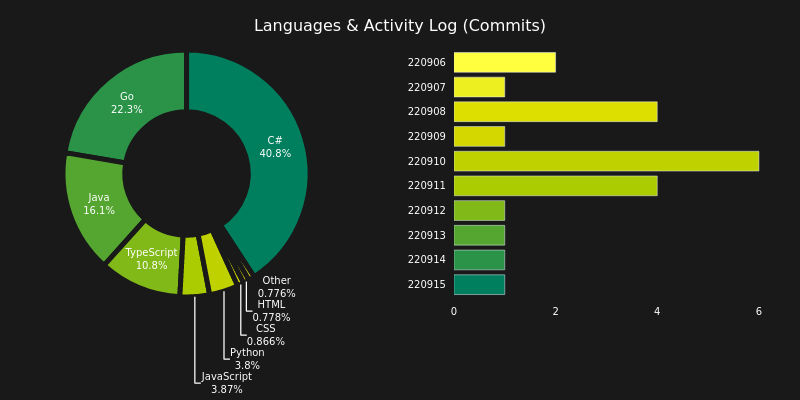 Languages & Activity Log (Commits)
Go
22.3%
C#
40.8%
Java
16.1%
TypeScript
10.8%
Other
0.776%
HTML
0.778%
CSS
0.866%
Python
3.8%
JavaScript
3.87%
220906
220907
220908
220909
220910
220911
220912
220913
220914
220915
0 2 4 6